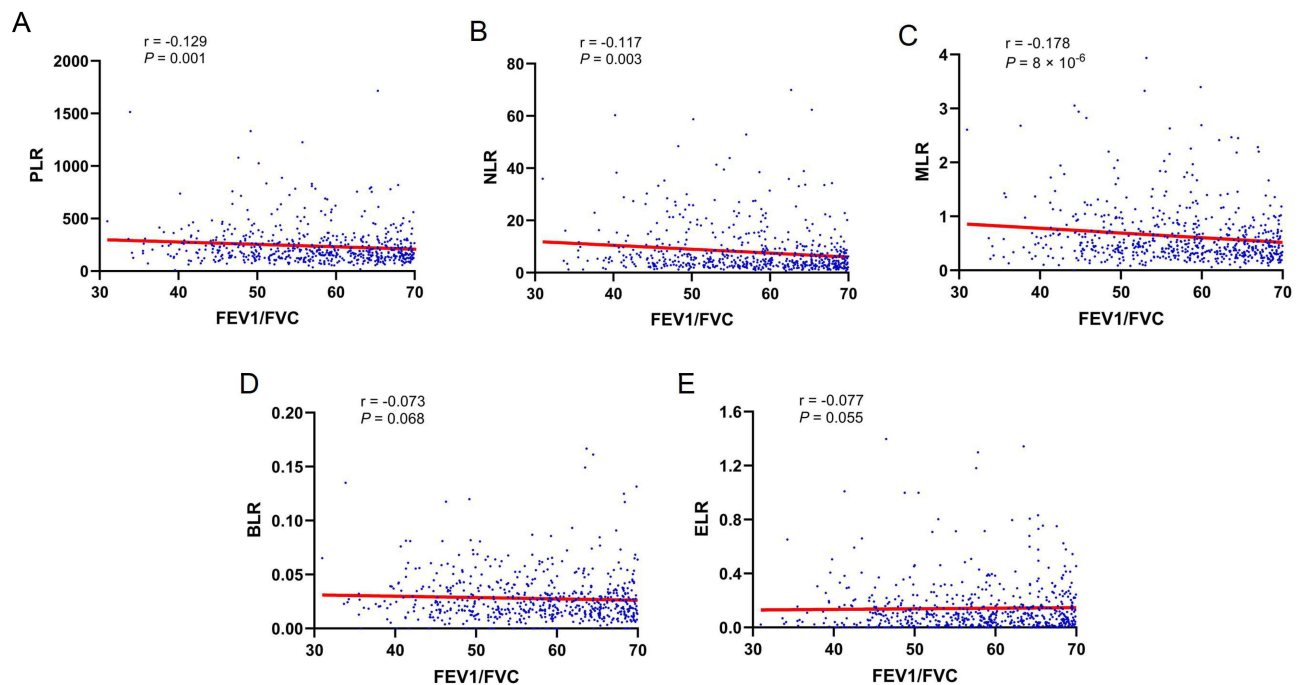 A
r = -0.129
P = 0.001
2000
1500
1000
500
0
PLR
30 40 50 60 70
FEV1/FVC
B
r = -0.117
P = 0.003
80
60
40
20
0
NLR
30 40 50 60 70
FEV1/FVC
C
r = -0.178
P = 8 × 10-6
4
3
2
1
0
MLR
30 40 50 60 70
FEV1/FVC
D
r = -0.073
P = 0.068
0.20
0.15
0.10
0.05
0.00
BLR
30 40 50 60 70
FEV1/FVC
E
r = -0.077
P = 0.055
1.6
1.2
0.8
0.4
0.0
ELR
30 40 50 60 70
FEV1/FVC